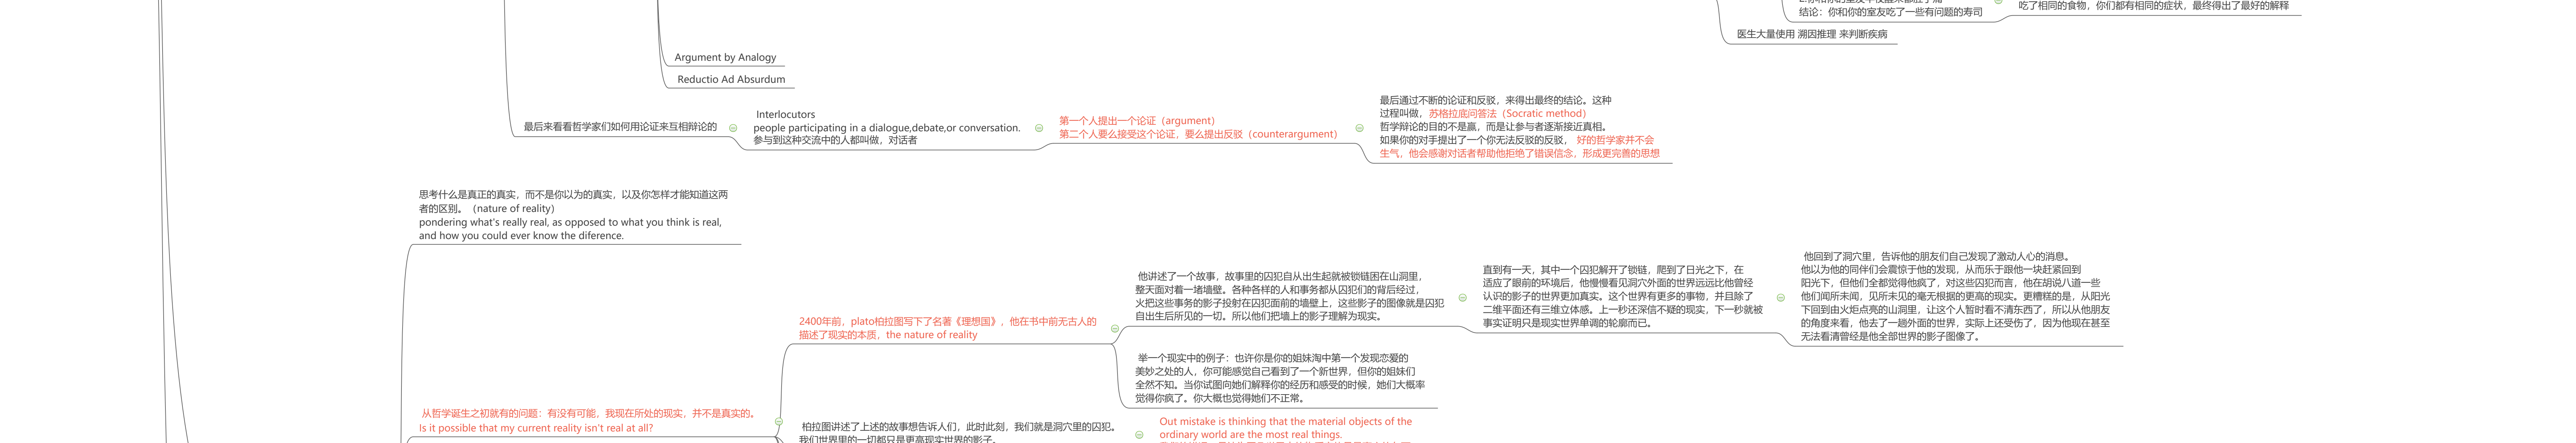 结论：你和你的室友吃了一些有问题的寿司
吃了相同的食物，你们都有相同的症状，最终得出了最好的解释
医生大量使用 溯因推理 来判断疾病
Argument by Analogy
Reductio Ad Absurdum
最后来看看哲学家们如何用论证来互相辩论的
Interlocutors
people participating in a dialogue,debate,or conversation.
参与到这种交流中的人都叫做，对话者
第一个人提出一个论证（argument）
第二个人要么接受这个论证，要么提出反驳（counterargument）
最后通过不断的论证和反驳，来得出最终的结论。这种
过程叫做，苏格拉底问答法（Socratic method）
哲学辩论的目的不是赢，而是让参与者逐渐接近真相。
如果你的对手提出了一个你无法反驳的反驳， 好的哲学家并不会
生气，他会感谢对话者帮助他拒绝了错误信念，形成更完善的思想
思考什么是真正的真实，而不是你以为的真实，以及你怎样才能知道这两
者的区别。（nature of reality）
pondering what's really real, as opposed to what you think is real,
and how you could ever know the diference.
从哲学诞生之初就有的问题：有没有可能，我现在所处的现实，并不是真实的。
Is it possible that my current reality isn't real at all?
2400年前，plato柏拉图写下了名著《理想国》，他在书中前无古人的
描述了现实的本质，the nature of reality
他讲述了一个故事，故事里的囚犯自从出生起就被锁链困在山洞里，
整天面对着一堵墙壁。各种各样的人和事务都从囚犯们的背后经过，
火把这些事务的影子投射在囚犯面前的墙壁上，这些影子的图像就是囚犯
自出生后所见的一切。所以他们把墙上的影子理解为现实。
直到有一天，其中一个囚犯解开了锁链，爬到了日光之下，在
适应了眼前的环境后，他慢慢看见洞穴外面的世界远远比他曾经
认识的影子的世界更加真实。这个世界有更多的事物，并且除了
二维平面还有三维立体感。上一秒还深信不疑的现实，下一秒就被
事实证明只是现实世界单调的轮廓而已。
他回到了洞穴里，告诉他的朋友们自己发现了激动人心的消息。
他以为他的同伴们会震惊于他的发现，从而乐于跟他一块赶紧回到
阳光下，但他们全都觉得他疯了，对这些囚犯而言，他在胡说八道一些
他们闻所未闻，见所未见的毫无根据的更高的现实。更糟糕的是，从阳光
下回到由火炬点亮的山洞里，让这个人暂时看不清东西了，所以从他朋友
的角度来看，他去了一趟外面的世界，实际上还受伤了，因为他现在甚至
无法看清曾经是他全部世界的影子图像了。
举一个现实中的例子：也许你是你的姐妹淘中第一个发现恋爱的
美妙之处的人，你可能感觉自己看到了一个新世界，但你的姐妹们
全然不知。当你试图向她们解释你的经历和感受的时候，她们大概率
觉得你疯了。你大概也觉得她们不正常。
柏拉图讲述了上述的故事想告诉人们，此时此刻，我们就是洞穴里的囚犯。
我们世界里的一切都只是更高现实世界的影子。
Out mistake is thinking that the material objects of the
ordinary world are the most real things.